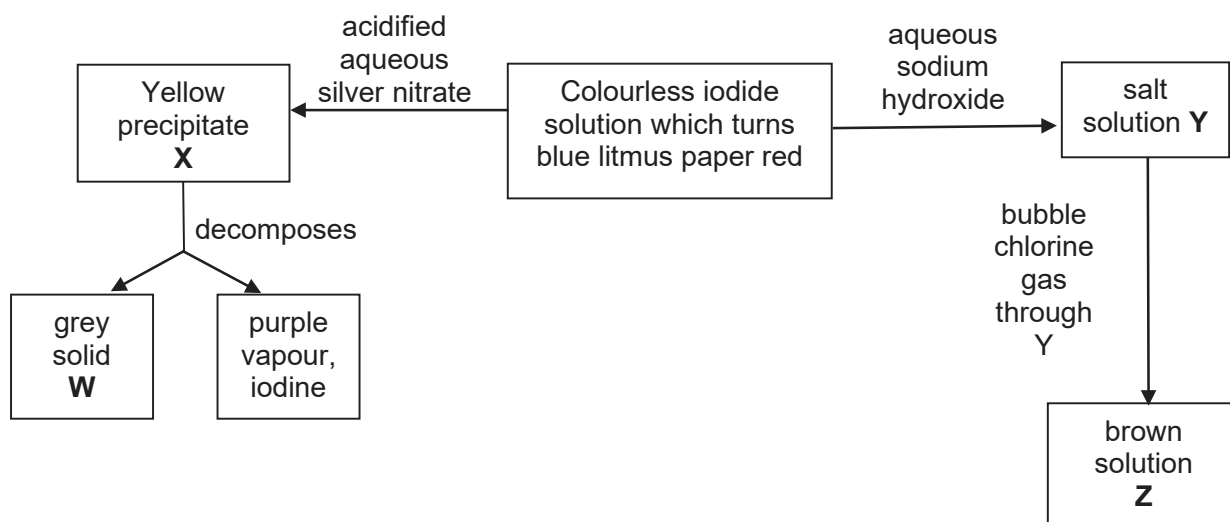 acidified
aqueous
silver nitrate
Yellow
precipitate
X
Colourless iodide
solution which turns
blue litmus paper red
aqueous
sodium
hydroxide
salt
solution Y
decomposes
grey
solid
W
purple
vapour,
iodine
bubble
chlorine
gas
through
Y
brown
solution
Z